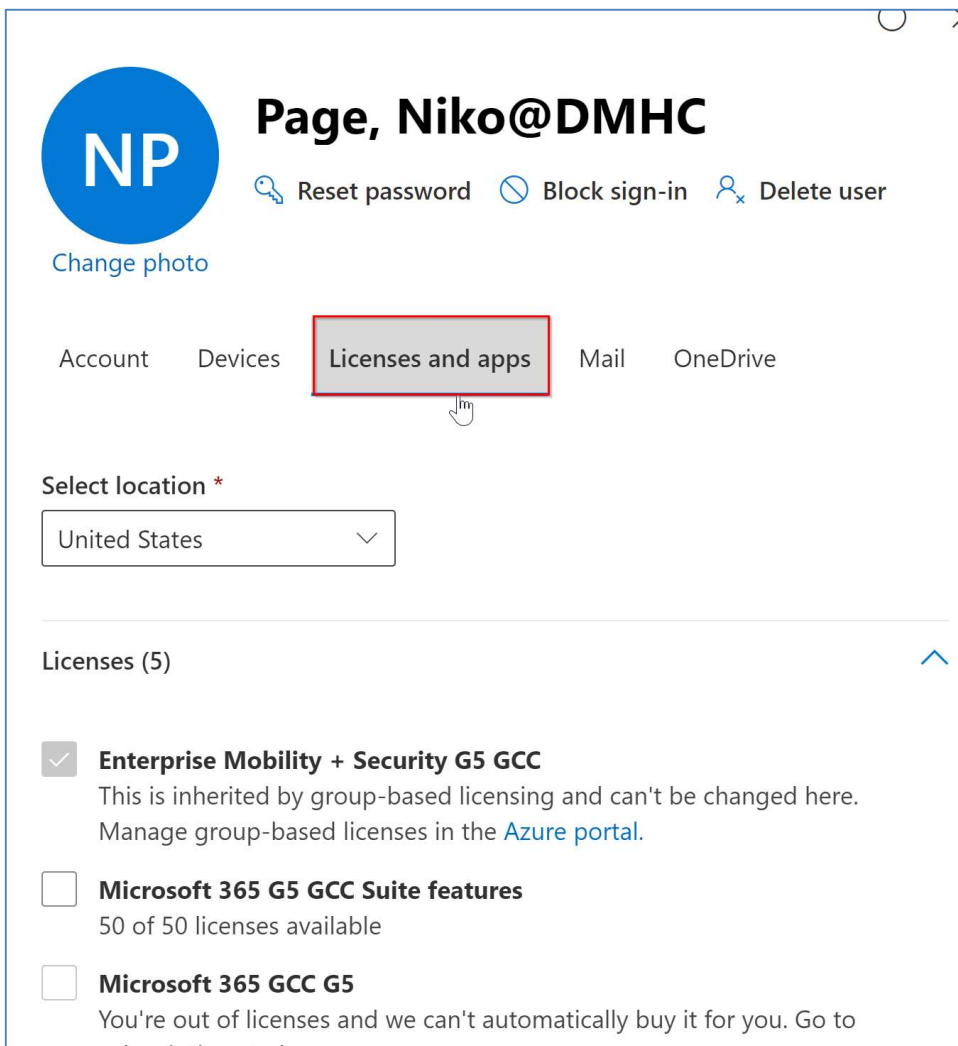 NP
Page, Niko@DMHC
Reset password Block sign-in Delete user
Change photo
Account Devices Licenses and apps Mail OneDrive
Select location *
United States
Licenses (5)
Enterprise Mobility + Security G5 GCC
This is inherited by group-based licensing and can't be changed here.
Manage group-based licenses in the Azure portal.
Microsoft 365 G5 GCC Suite features
50 of 50 licenses available
Microsoft 365 GCC G5
You're out of licenses and we can't automatically buy it for you. Go to